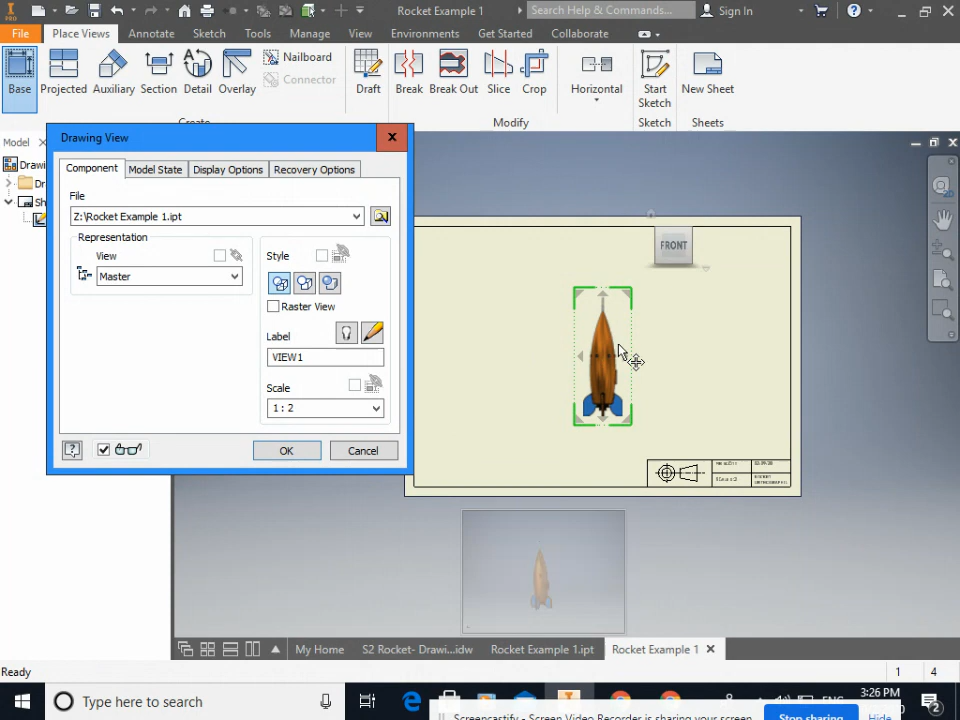 PRO
Rocket Example 1
Search Help & Commands...
Sign In
File
Place Views
Annotate
Sketch
Tools
Manage
View
Environments
Get Started
Collaborate
Base
Projected
Auxiliary
Section
Detail
Overlay
Nailboard
Connector
Draft
Break
Break Out
Slice
Crop
Horizontal
Start Sketch
New Sheet
Create
Modify
Sketch
Sheets
Model
Drawing View
Component
Model State
Display Options
Recovery Options
File
Z:\Rocket Example 1.ipt
Representation
View
Master
Style
Raster View
Label
VIEW1
Scale
1 : 2
OK
Cancel
FRONT
My Home
S2 Rocket- Drawi...idw
Rocket Example 1.ipt
Rocket Example 1
Ready
1
4
Type here to search
ENG
3:26 PM
2
Screencastify - Screen Video Recorder is sharing your screen.
Stop sharing
Hide